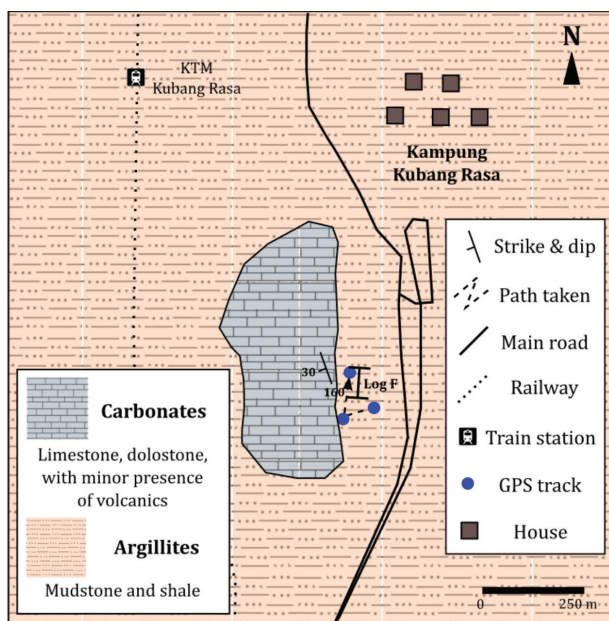 KTM
Kubang Rasa
N
Kampung
Kubang Rasa
Strike & dip
Path taken
Main road
Railway
Train station
GPS track
House
0 250 m
30
160
Log F
Carbonates
Limestone, dolostone,
with minor presence
of volcanics
Argillites
Mudstone and shale